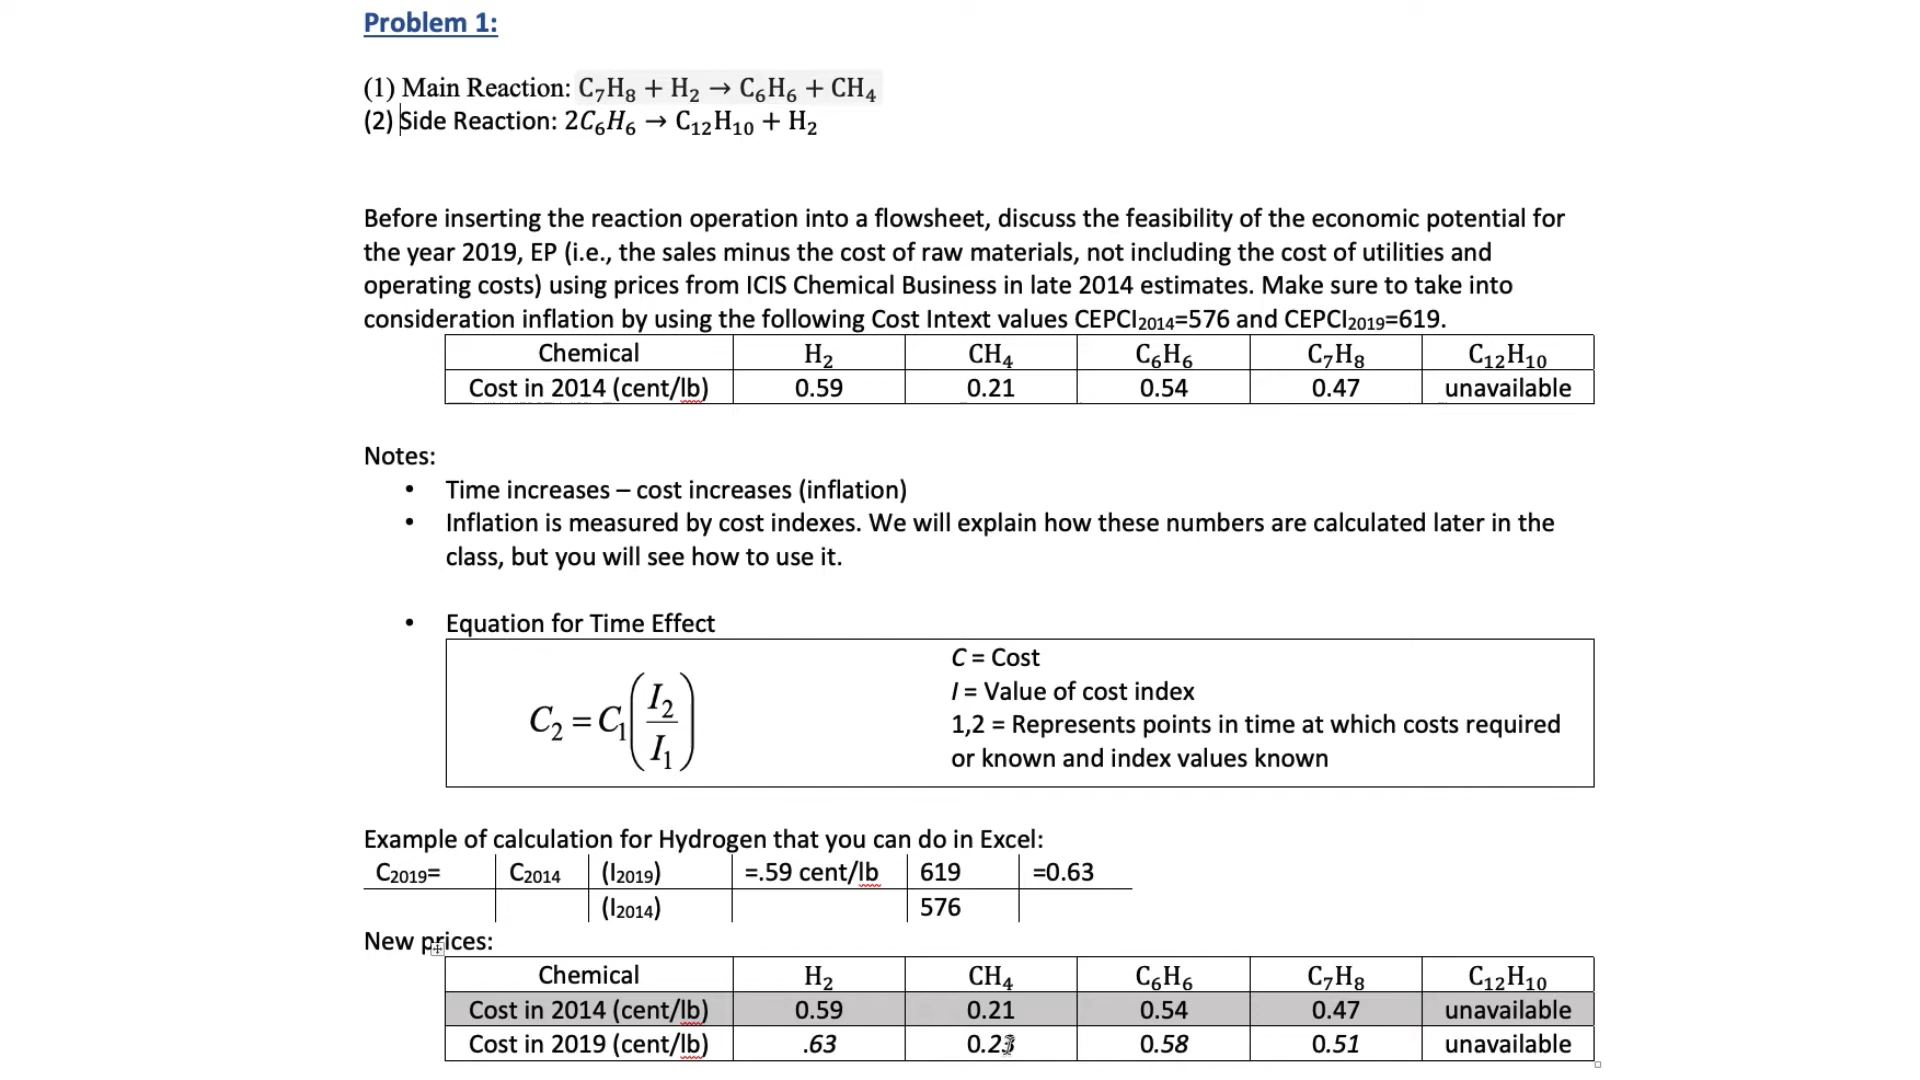 Problem 1:
(1) Main Reaction: C₇H₈ + H₂ → C₆H₆ + CH₄
(2) Side Reaction: 2C₆H₆ → C₁₂H₁₀ + H₂
Before inserting the reaction operation into a flowsheet, discuss the feasibility of the economic potential for
the year 2019, EP (i.e., the sales minus the cost of raw materials, not including the cost of utilities and
operating costs) using prices from ICIS Chemical Business in late 2014 estimates. Make sure to take into
consideration inflation by using the following Cost Intext values CEPCI₂₀₁₄=576 and CEPCI₂₀₁₉=619.
Chemical H₂ CH₄ C₆H₆ C₇H₈ C₁₂H₁₀
Cost in 2014 (cent/lb) 0.59 0.21 0.54 0.47 unavailable
Notes:
• Time increases – cost increases (inflation)
• Inflation is measured by cost indexes. We will explain how these numbers are calculated later in the
class, but you will see how to use it.
• Equation for Time Effect
C = Cost
I = Value of cost index
C₂ = C₁(I₂/I₁)
1,2 = Represents points in time at which costs required
or known and index values known
Example of calculation for Hydrogen that you can do in Excel:
C₂₀₁₉= C₂₀₁₄ (I₂₀₁₉) =.59 cent/lb 619 =0.63
(I₂₀₁₄) 576
New prices:
Chemical H₂ CH₄ C₆H₆ C₇H₈ C₁₂H₁₀
Cost in 2014 (cent/lb) 0.59 0.21 0.54 0.47 unavailable
Cost in 2019 (cent/lb) .63 0.23 0.58 0.51 unavailable